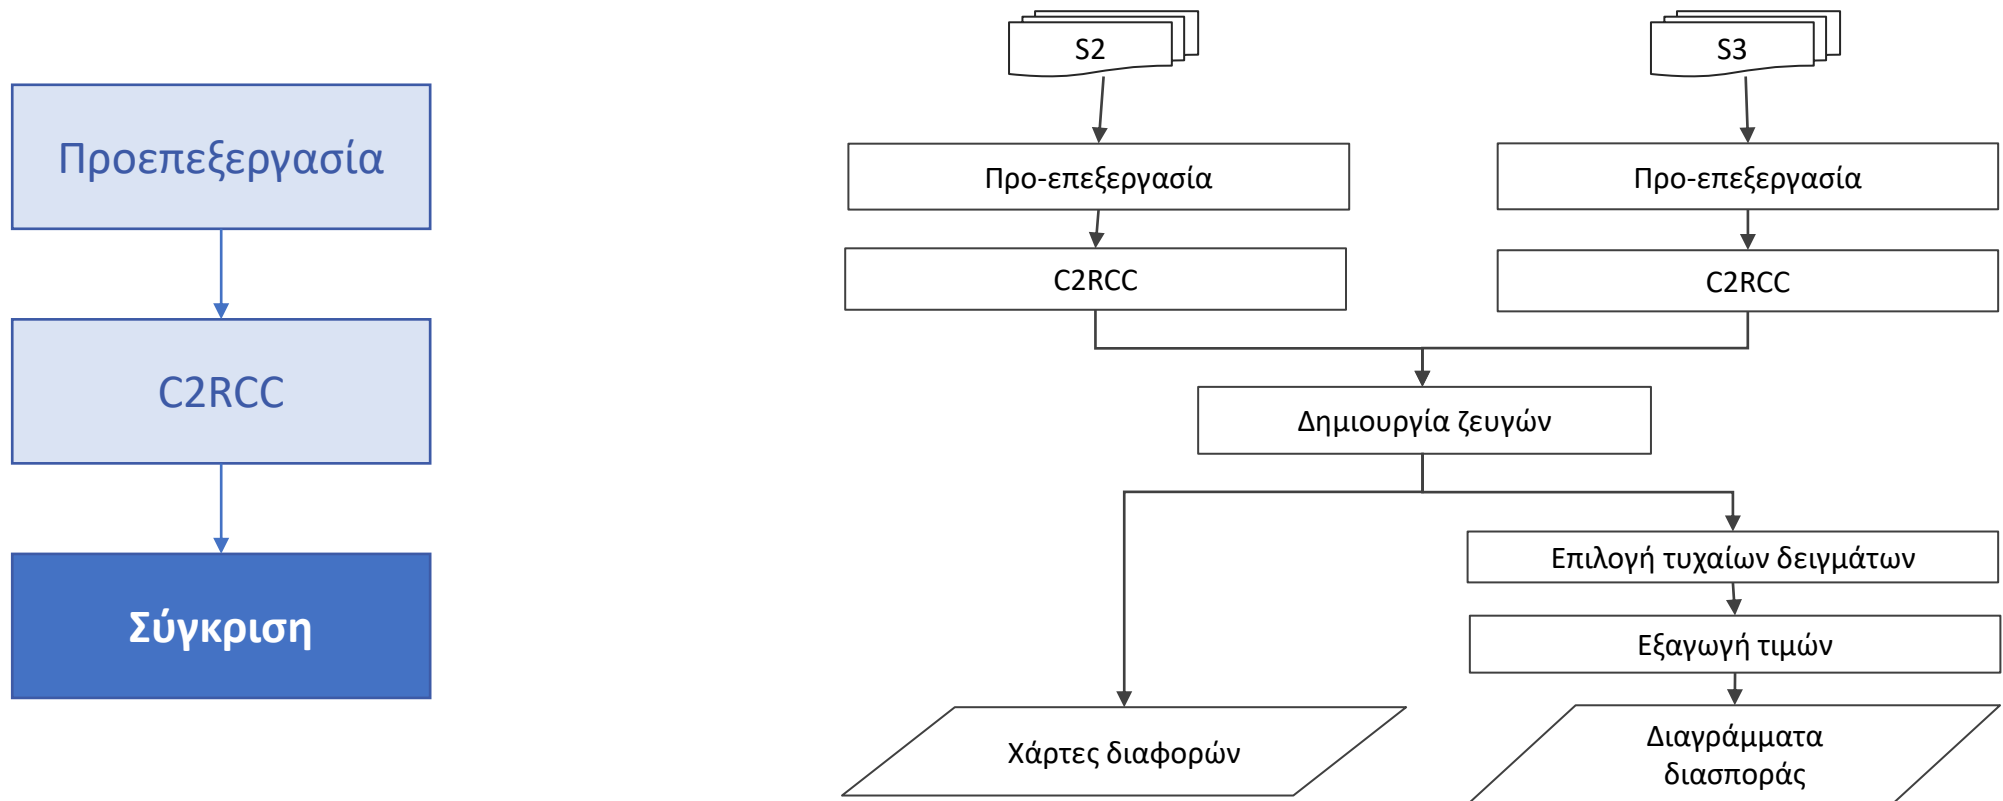 Προεπεξεργασία
C2RCC
Σύγκριση
S2
S3
Προ-επεξεργασία
Προ-επεξεργασία
C2RCC
C2RCC
Δημιουργία ζευγών
Επιλογή τυχαίων δειγμάτων
Εξαγωγή τιμών
Χάρτες διαφορών
Διαγράμματα
διασποράς